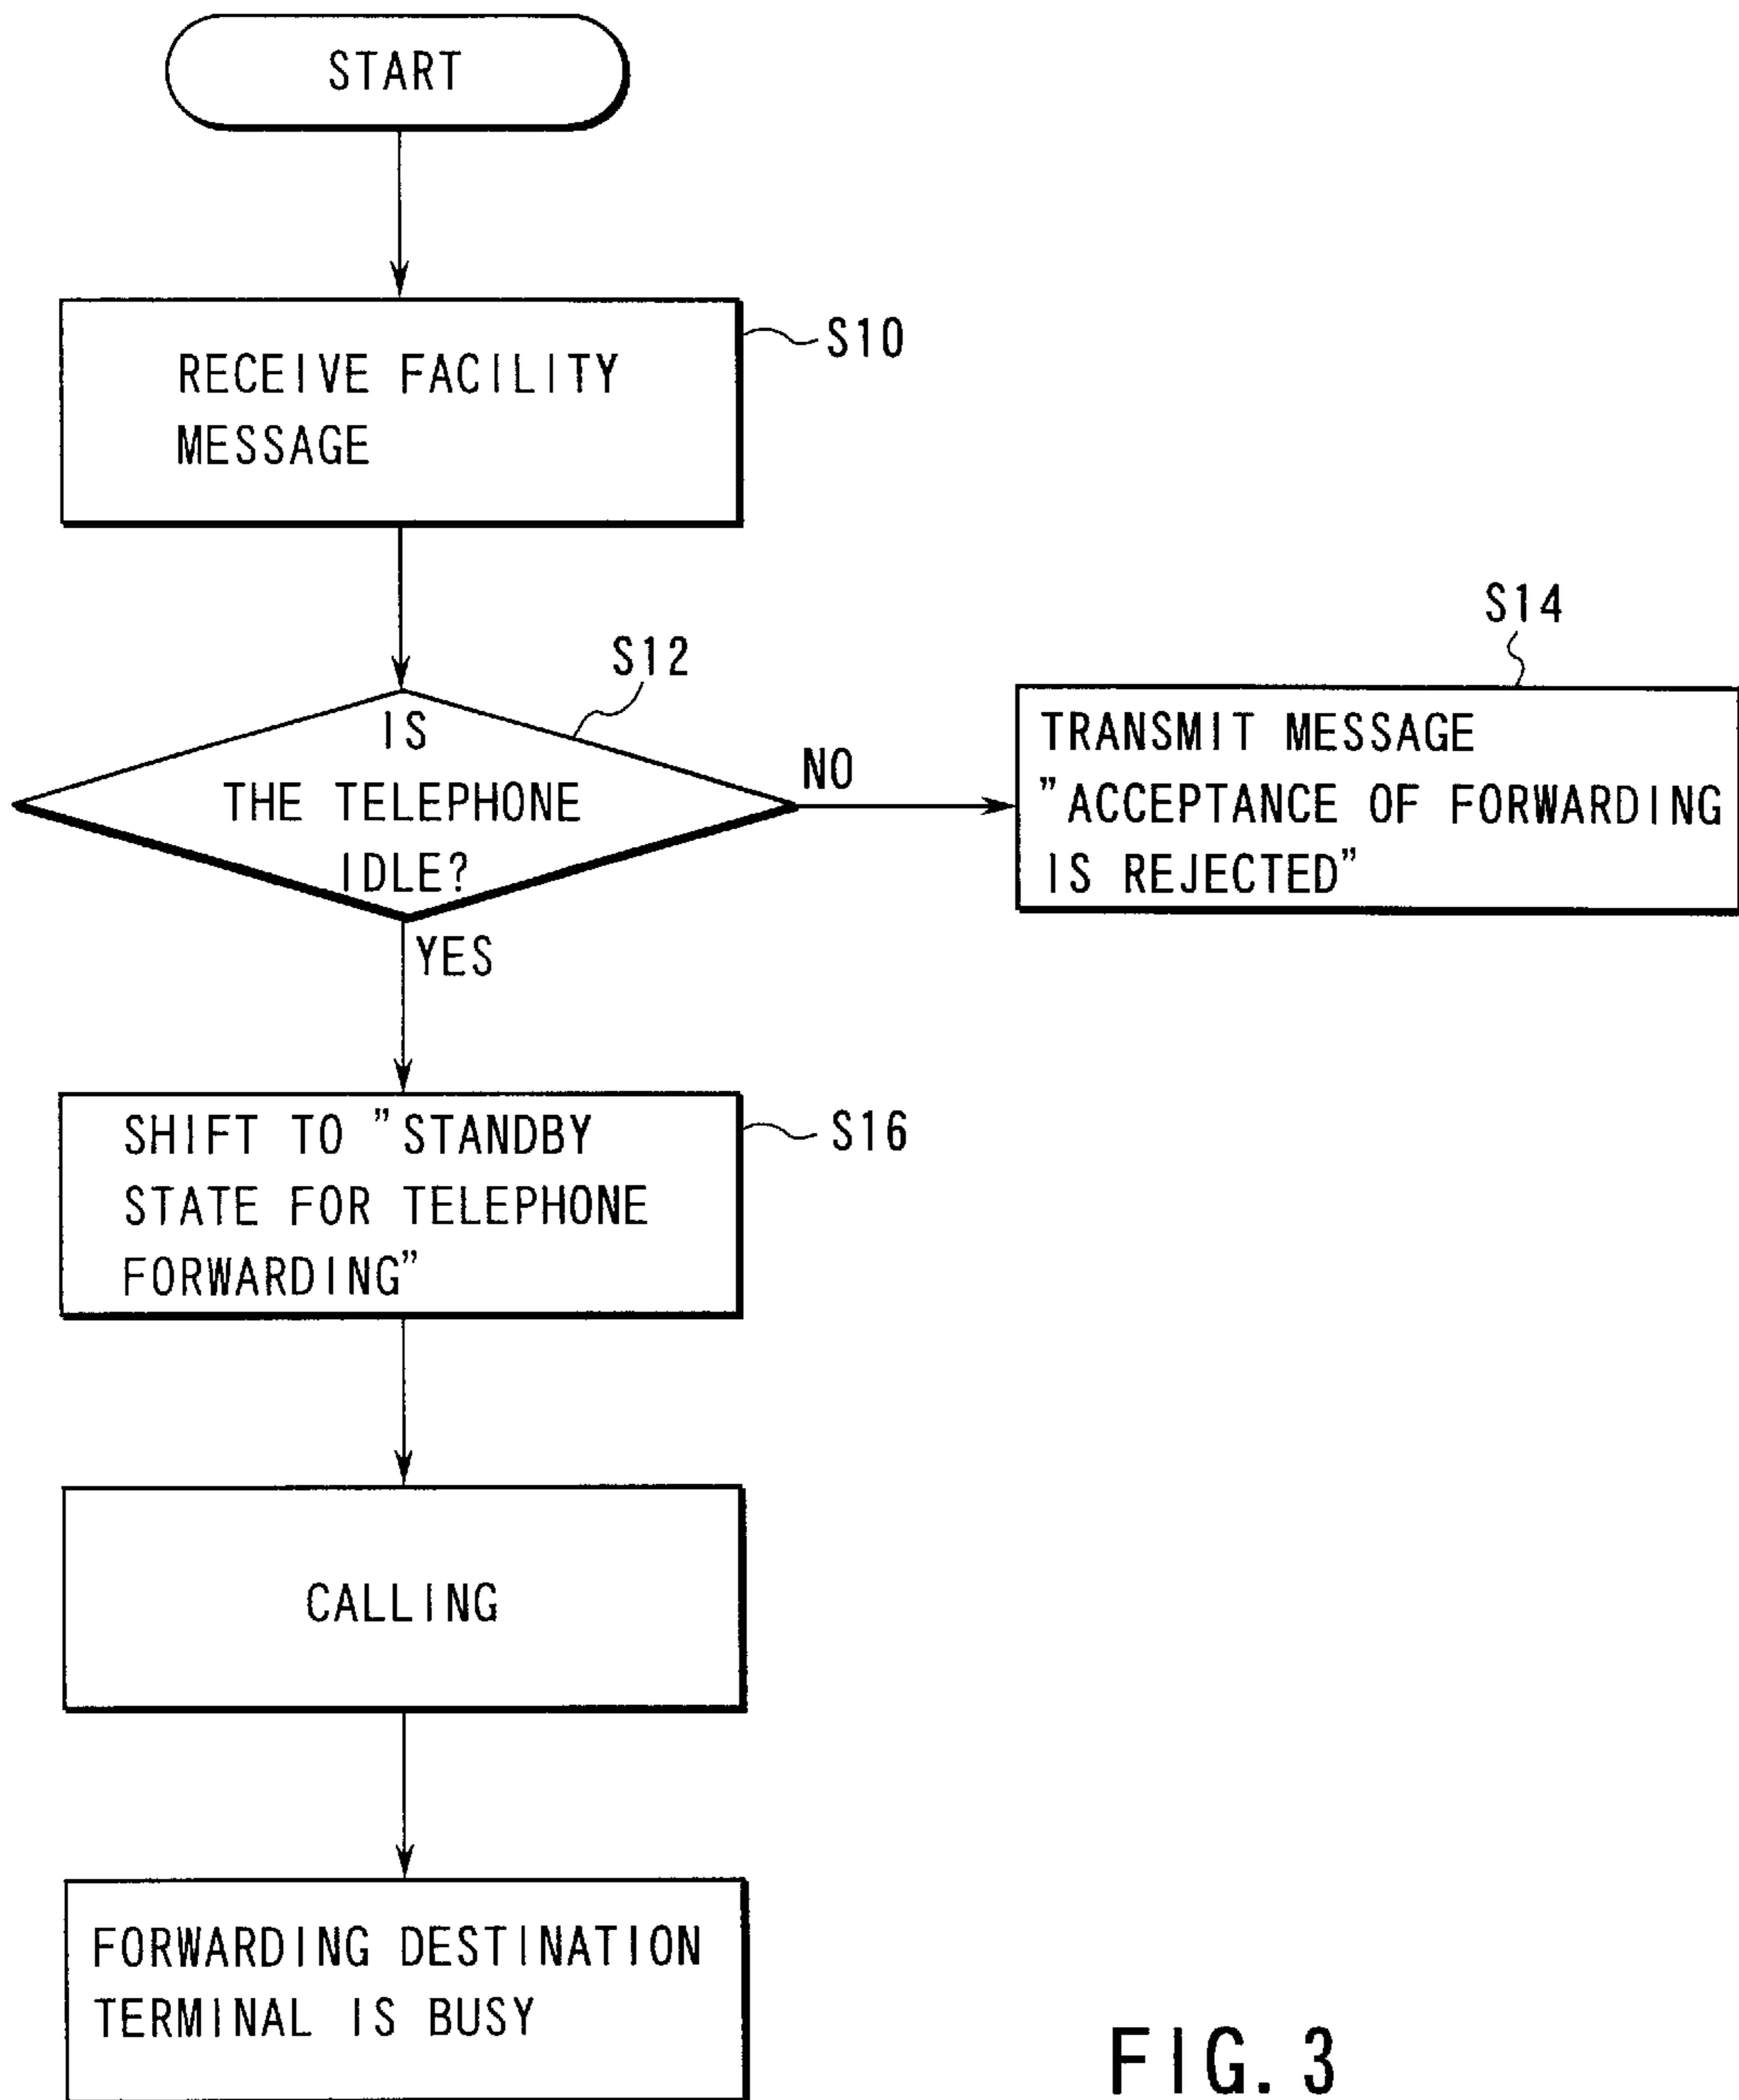 START
RECEIVE FACILITY
MESSAGE
S10
IS
THE TELEPHONE
IDLE?
S12
NO
YES
S14
TRANSMIT MESSAGE
"ACCEPTANCE OF FORWARDING
IS REJECTED"
SHIFT TO "STANDBY
STATE FOR TELEPHONE
FORWARDING"
S16
CALLING
FORWARDING DESTINATION
TERMINAL IS BUSY
FIG. 3